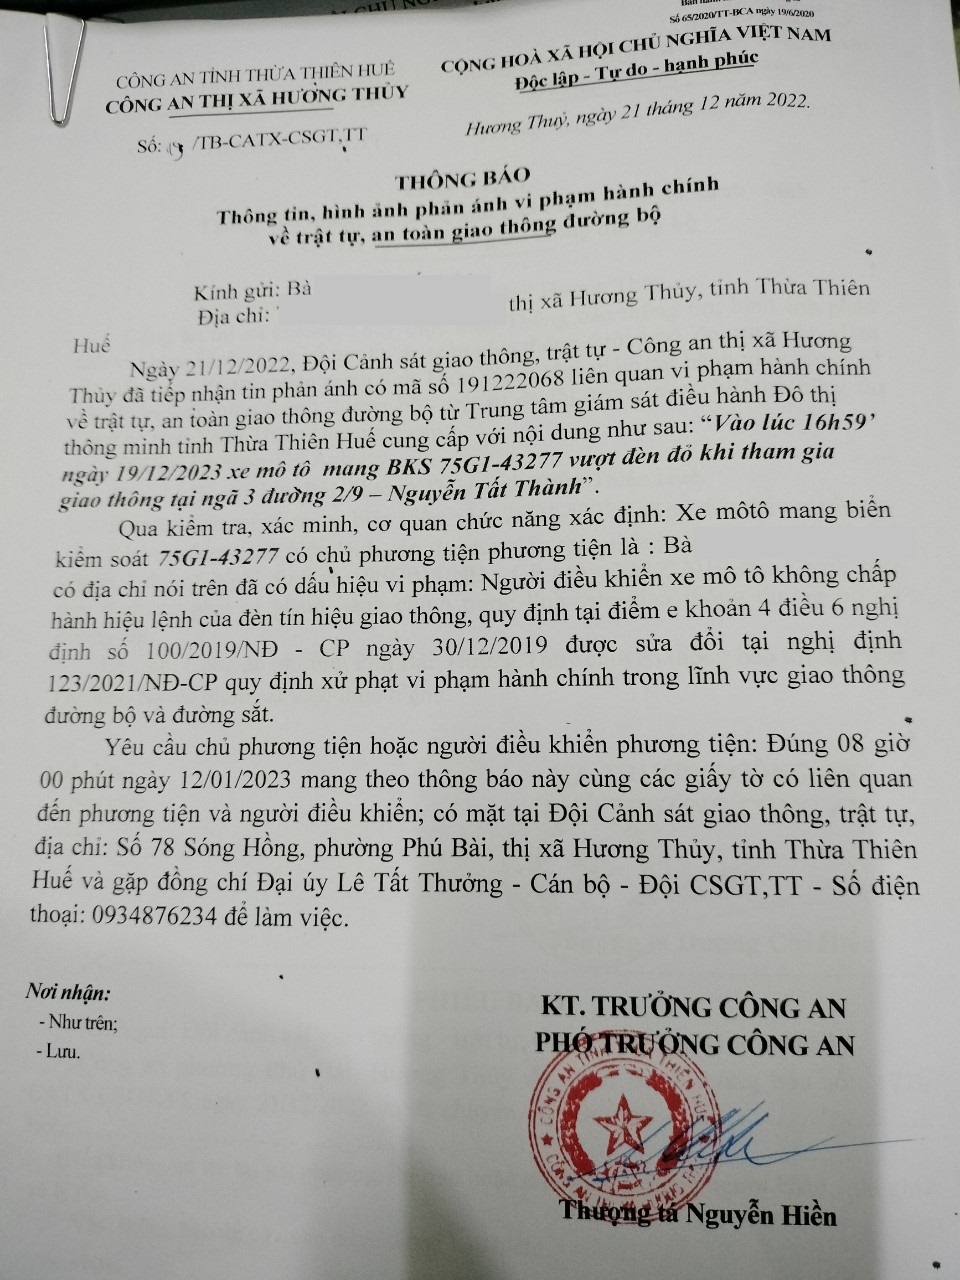 Số 65/2020/TT-BCA ngày 19/6/2020
CÔNG AN TỈNH THỪA THIÊN HUẾ
CÔNG AN THỊ XÃ HƯƠNG THỦY
CỘNG HOÀ XÃ HỘI CHỦ NGHĨA VIỆT NAM
Độc lập - Tự do - hạnh phúc
Số: /TB-CATX-CSGT,TT
Hương Thuỷ, ngày 21 tháng 12 năm 2022.
THÔNG BÁO
Thông tin, hình ảnh phản ánh vi phạm hành chính
về trật tự, an toàn giao thông đường bộ
Kính gửi: Bà
Địa chỉ: thị xã Hương Thủy, tỉnh Thừa Thiên
Huế
Ngày 21/12/2022, Đội Cảnh sát giao thông, trật tự - Công an thị xã Hương
Thủy đã tiếp nhận tin phản ánh có mã số 191222068 liên quan vi phạm hành chính
về trật tự, an toàn giao thông đường bộ từ Trung tâm giám sát điều hành Đô thị
thông minh tỉnh Thừa Thiên Huế cung cấp với nội dung như sau: “Vào lúc 16h59’
ngày 19/12/2023 xe mô tô mang BKS 75G1-43277 vượt đèn đỏ khi tham gia
giao thông tại ngã 3 đường 2/9 – Nguyễn Tất Thành”.
Qua kiểm tra, xác minh, cơ quan chức năng xác định: Xe môtô mang biển
kiểm soát 75G1-43277 có chủ phương tiện phương tiện là : Bà
có địa chỉ nói trên đã có dấu hiệu vi phạm: Người điều khiển xe mô tô không chấp
hành hiệu lệnh của đèn tín hiệu giao thông, quy định tại điểm e khoản 4 điều 6 nghị
định số 100/2019/NĐ - CP ngày 30/12/2019 được sửa đổi tại nghị định
123/2021/NĐ-CP quy định xử phạt vi phạm hành chính trong lĩnh vực giao thông
đường bộ và đường sắt.
Yêu cầu chủ phương tiện hoặc người điều khiển phương tiện: Đúng 08 giờ
00 phút ngày 12/01/2023 mang theo thông báo này cùng các giấy tờ có liên quan
đến phương tiện và người điều khiển; có mặt tại Đội Cảnh sát giao thông, trật tự,
địa chỉ: Số 78 Sóng Hồng, phường Phú Bài, thị xã Hương Thủy, tỉnh Thừa Thiên
Huế và gặp đồng chí Đại úy Lê Tất Thưởng - Cán bộ - Đội CSGT,TT - Số điện
thoại: 0934876234 để làm việc.
Nơi nhận:
- Như trên;
- Lưu.
KT. TRƯỞNG CÔNG AN
PHÓ TRƯỞNG CÔNG AN
Thượng tá Nguyễn Hiền